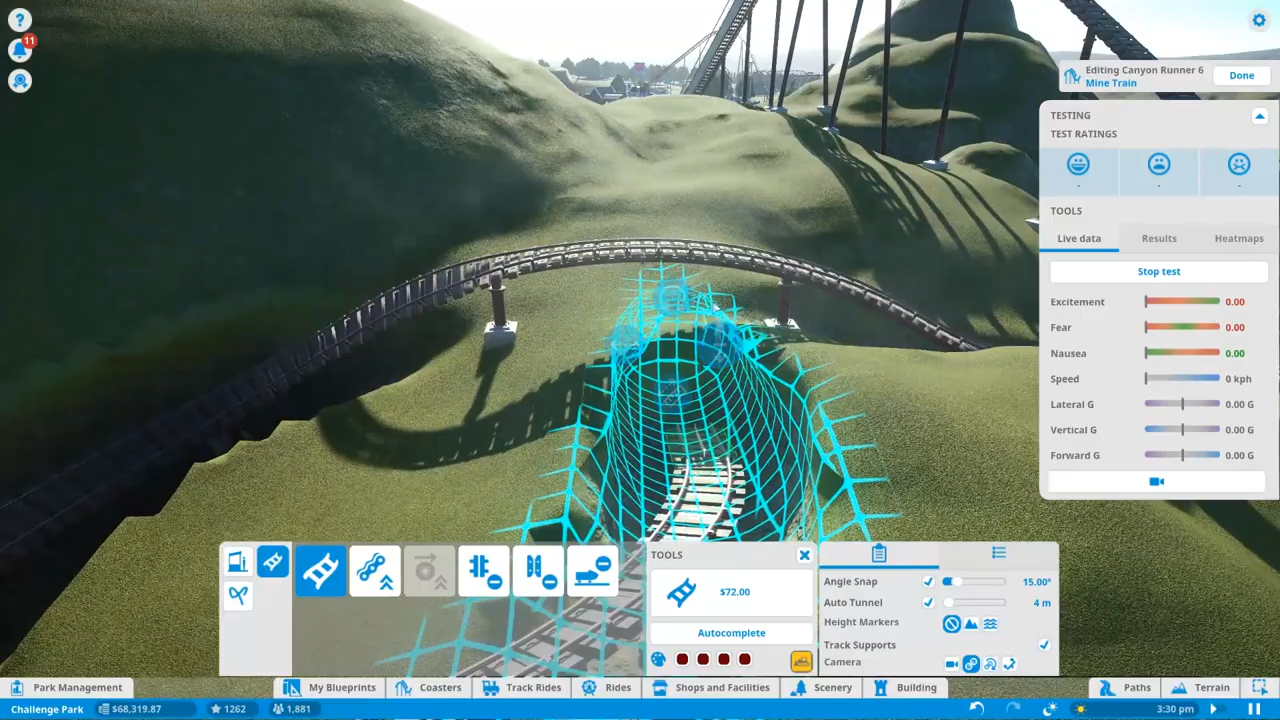 ?
11
Editing Canyon Runner 6
Mine Train
Done
TESTING
TEST RATINGS
- - -
TOOLS
Live data Results Heatmaps
Stop test
Excitement 0.00
Fear 0.00
Nausea 0.00
Speed 0 kph
Lateral G 0.00 G
Vertical G 0.00 G
Forward G 0.00 G
TOOLS
$72.00
Autocomplete
Angle Snap 15.00°
Auto Tunnel 4 m
Height Markers
Track Supports
Camera
Park Management My Blueprints Coasters Track Rides Rides Shops and Facilities Scenery Building Paths Terrain
Challenge Park $68,319.87 1262 1,881 3:30 pm